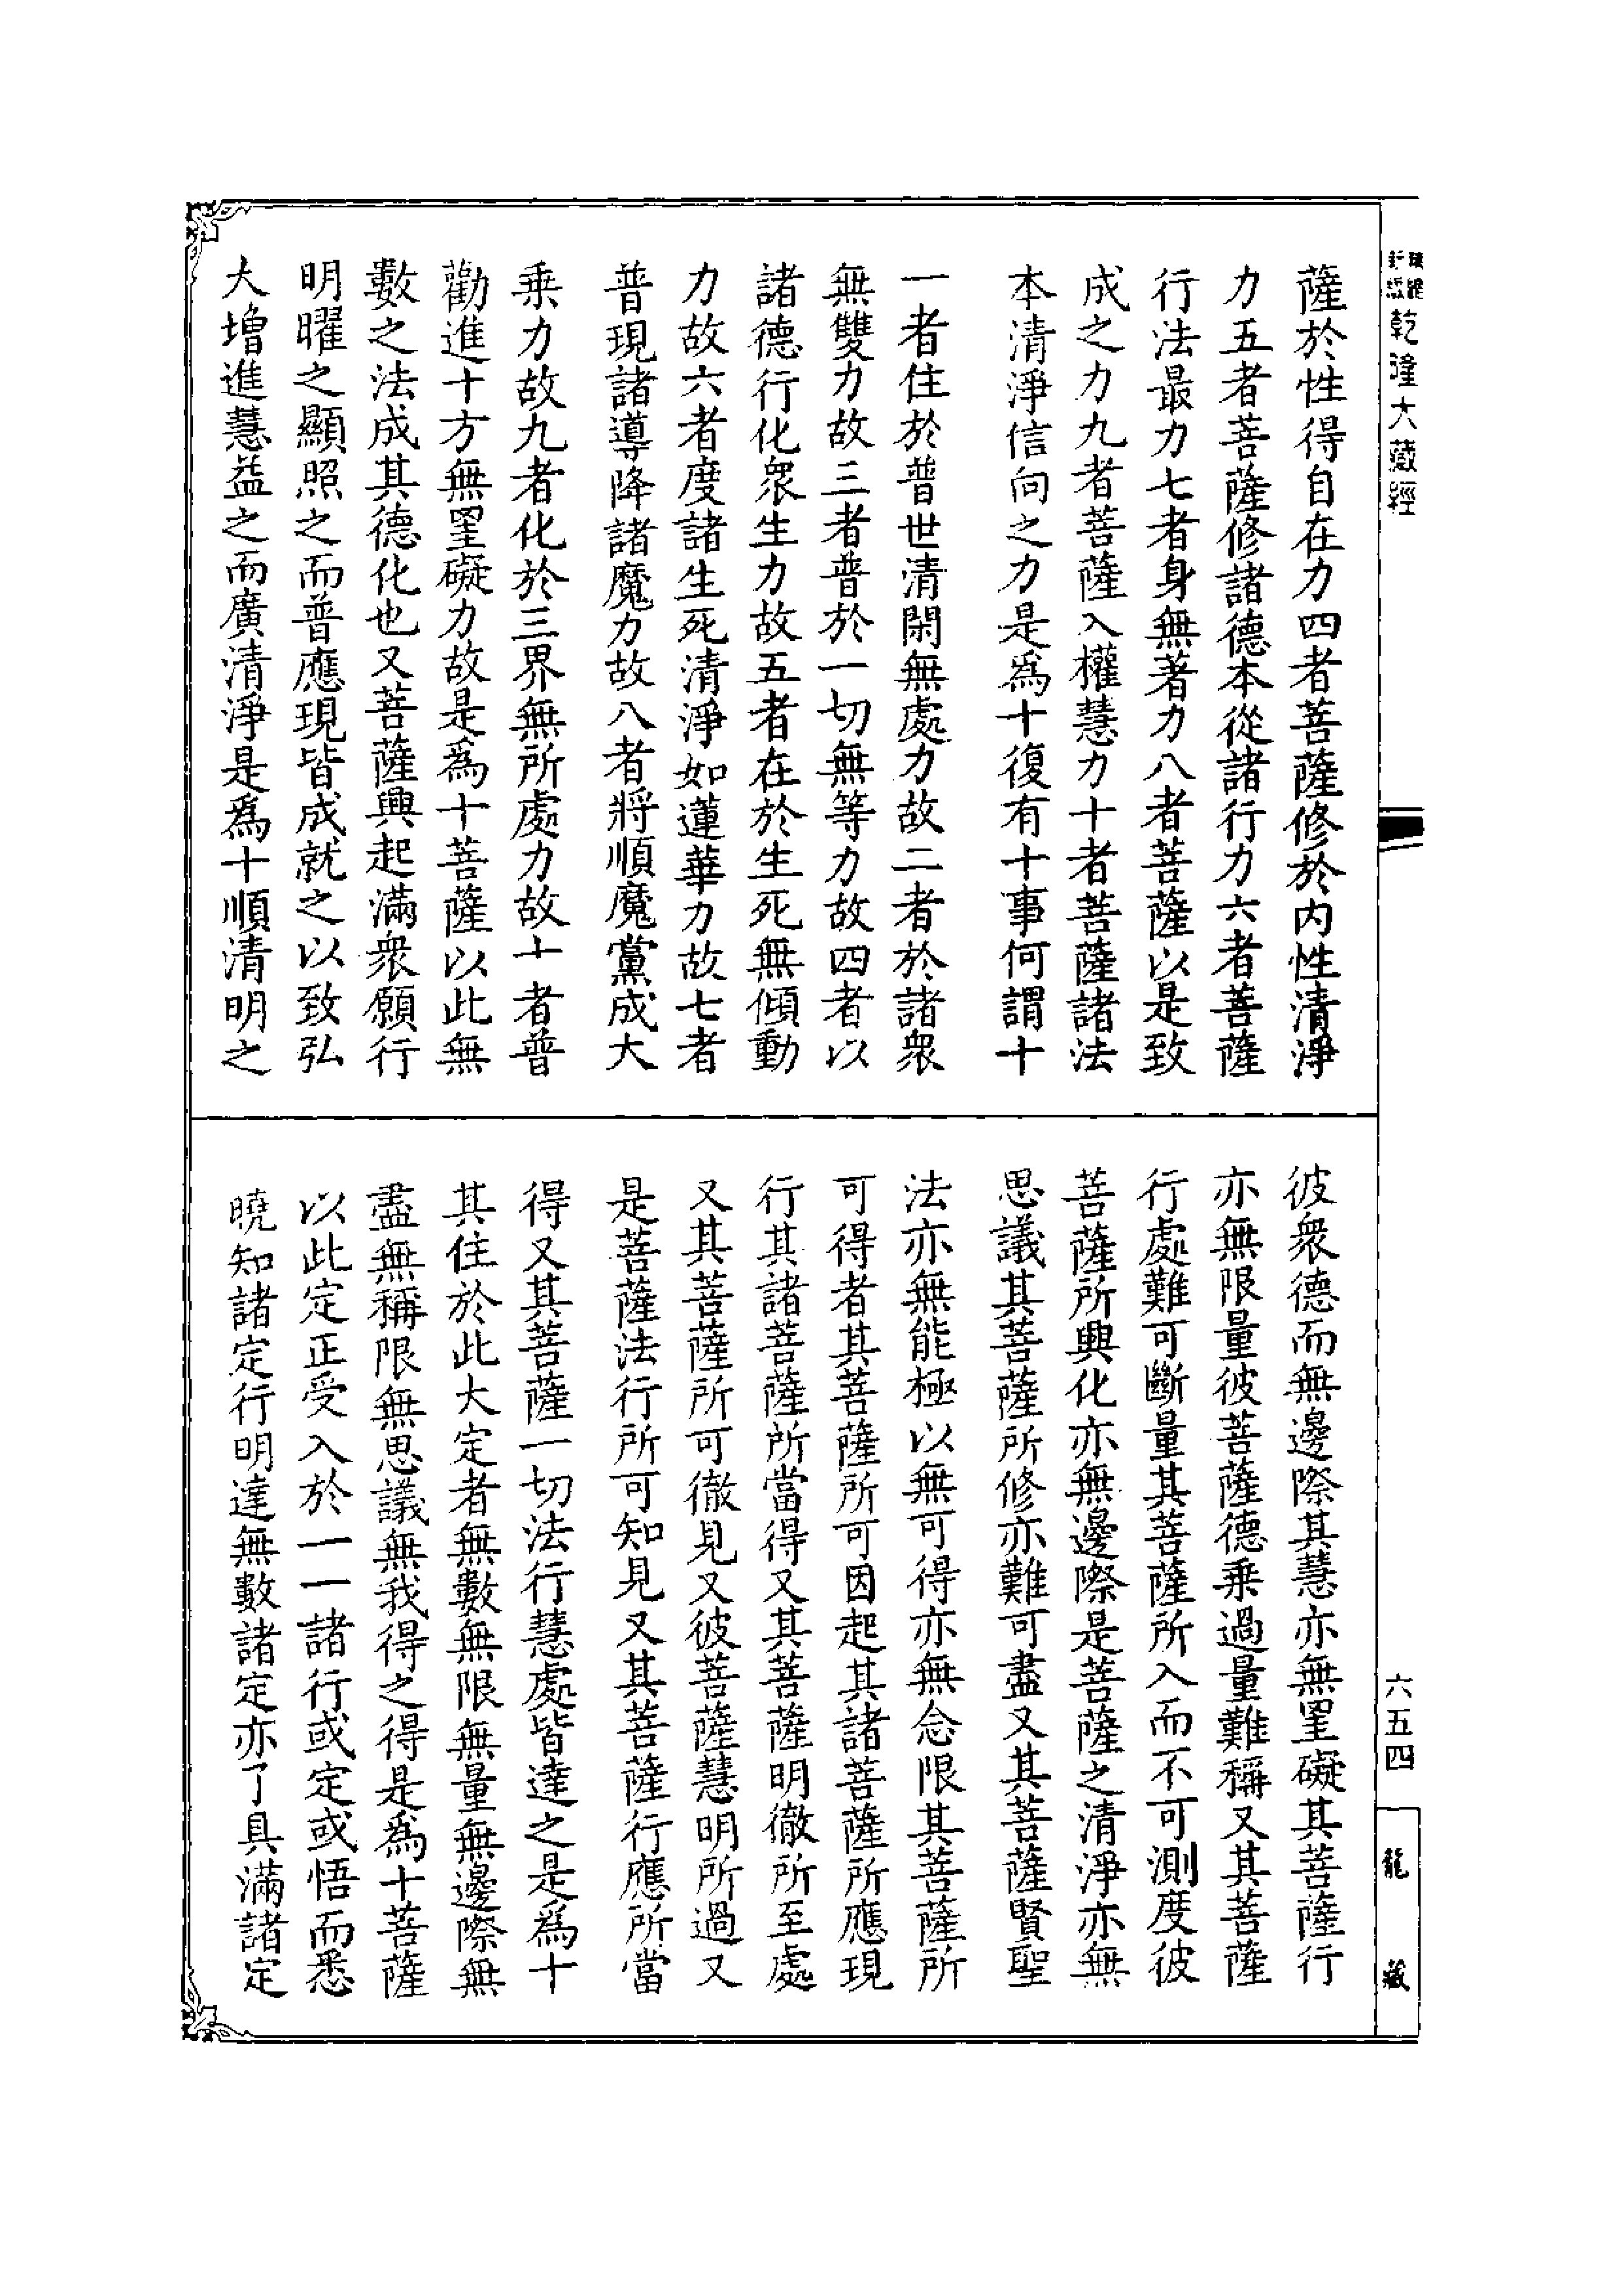 乾隆大藏經
薩於性得自在力四者菩薩修於内性清淨
力五者菩薩修諸德本從諸行力六者菩薩
行法最力七者身無著力八者菩薩以是致
成之力九者菩薩入權慧力十者菩薩諸法
本清淨信向之力是為十復有十事何謂十
一者住於普世清閑無處力故二者於諸衆
無雙力故三者普於一切無等力故四者以
諸德行化衆生力故五者在於生死無傾動
力故六者度諸生死清淨如蓮華力故七者
普現諸導降諸魔力故八者將順魔黨成大
乗力故九者化於三界無所處力故十者普
勸進十方無罣礙力故是為十菩薩以此無
數之法成其德化也又菩薩興起滿衆願行
明曜之顯照之而普應現皆成就之以致弘
大增進慧益之而廣清淨是為十順清明之
彼衆德而無邊際其慧亦無罣礙其菩薩行
亦無限量彼菩薩德乗過量難稱又其菩薩
行處難可斷量其菩薩所入而不可測度彼
菩薩所興化亦無邊際是菩薩之清淨亦無
思議其菩薩所修亦難可盡又其菩薩賢聖
法亦無能極以無可得亦無念限其菩薩所
可得者其菩薩所可因起其諸菩薩所應現
行其諸菩薩所當得又其菩薩明徹所至處
又其菩薩所可徹見又彼菩薩慧明所過又
是菩薩法行所可知見又其菩薩行應所當
得又其菩薩一切法行慧處皆達之是為十
其住於此大定者無數無限無量無邊際無
盡無稱限無思議無我得之得是為十菩薩
以此定正受入於一一諸行或定或悟而悉
曉知諸定行明達無數諸定亦了具滿諸定
六五四
龍藏